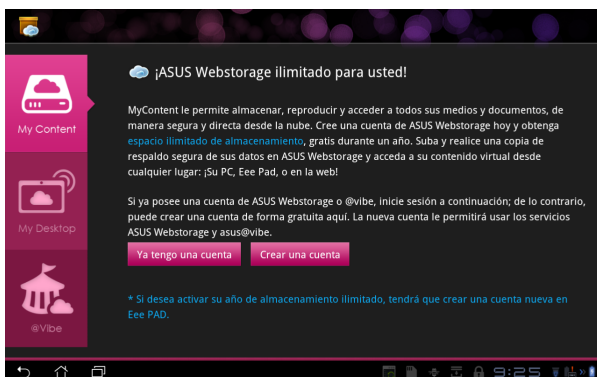 ¡ASUS Webstorage ilimitado para usted!
My Content
MyContent le permite almacenar, reproducir y acceder a todos sus medios y documentos, de
manera segura y directa desde la nube. Cree una cuenta de ASUS Webstorage hoy y obtenga
espacio ilimitado de almacenamiento, gratis durante un año. Suba y realice una copia de
respaldo segura de sus datos en ASUS Webstorage y acceda a su contenido virtual desde
cualquier lugar: ¡Su PC, Eee Pad, o en la web!
My Desktop
Si ya posee una cuenta de ASUS Webstorage o @vibe, inicie sesión a continuación; de lo contrario,
puede crear una cuenta de forma gratuita aquí. La nueva cuenta le permitirá usar los servicios
ASUS Webstorage y asus@vibe.
Ya tengo una cuenta
Crear una cuenta
@Vibe
* Si desea activar su año de almacenamiento ilimitado, tendrá que crear una cuenta nueva en
Eee PAD.
9:25